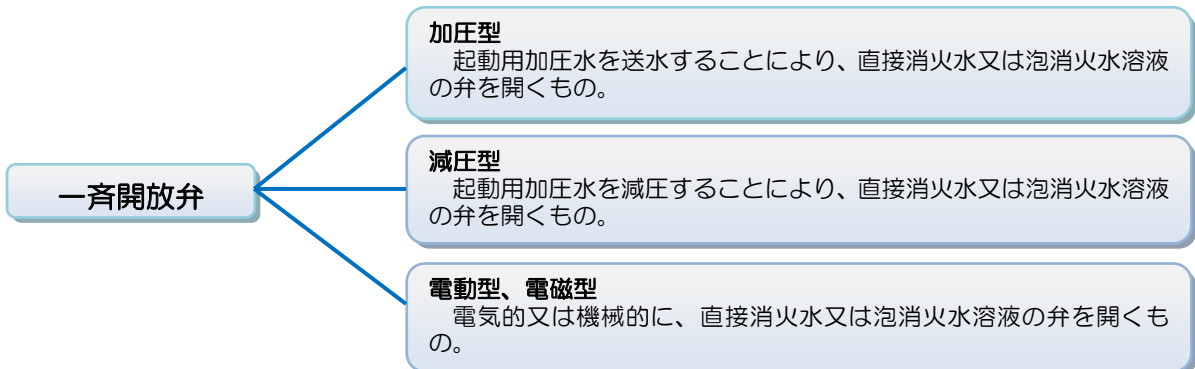 加圧型
　起動用加圧水を送水することにより、直接消火水又は泡消火水溶液
の弁を開くもの。
一斉開放弁
減圧型
　起動用加圧水を減圧することにより、直接消火水又は泡消火水溶液
の弁を開くもの。
電動型、電磁型
　電気的又は機械的に、直接消火水又は泡消火水溶液の弁を開くも
の。